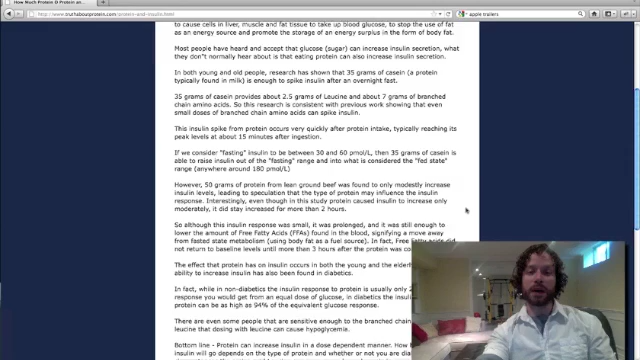 How Much Protein D Protein an
http://www.truthaboutprotein.com/protein-and-insulin.html
apple trailers
to cause cells in liver, muscle and fat tissue to take up blood glucose, to stop the use of fat
as an energy source and promote the storage of an energy surplus in the form of body fat.
Most people have heard and accept that glucose (sugar) can increase insulin secretion, what
they don't normally hear about is that eating protein can also increase insulin secretion.
In both young and old people, research has shown that 35 grams of casein (a protein
typically found in milk) is enough to spike insulin after an overnight fast.
35 grams of casein provides about 2.5 grams of Leucine and about 7 grams of branched
chain amino acids. So this research is consistent with previous work showing that even
small doses of branched chain amino acids can spike insulin.
This insulin spike from protein occurs very quickly after protein intake, typically reaching its
peak levels at about 15 minutes after ingestion.
If we consider "fasting" insulin to be between 30 and 60 pmol/L, then 35 grams of casein is
able to raise insulin out of the "fasting" range and into what is considered the "fed state"
range (anywhere around 180 pmol/L)
However, 50 grams of protein from lean ground beef was found to only modestly increase
insulin levels, leading to speculation that the type of protein may influence the insulin
response. Interestingly, even though in this study protein caused insulin to increase only
moderately, it did stay increased for more than 2 hours.
So although this insulin response was small, it was prolonged, and it was still enough to
lower the amount of Free Fatty Acids (FFAs) found in the blood, signifying a move away
from fasted state metabolism (using body fat as a fuel source). In fact, Free Fatty Acids did
not return to baseline levels until more than 3 hours after the protein was
The effect that protein has on insulin occurs in both the young and the
ability to increase insulin has also been found in diabetics.
In fact, while in non-diabetics the insulin response to protein is usually only
response you would get from an equal dose of glucose, in diabetics the
protein can be as high as 94% of the equivalent glucose response.
There are even some people that are sensitive enough to the branched chain
leucine that dosing with leucine can cause hypoglycemia.
Bottom line - Protein can increase insulin in a dose dependent manner. How
insulin will go depends on the type of protein and whether or not you are